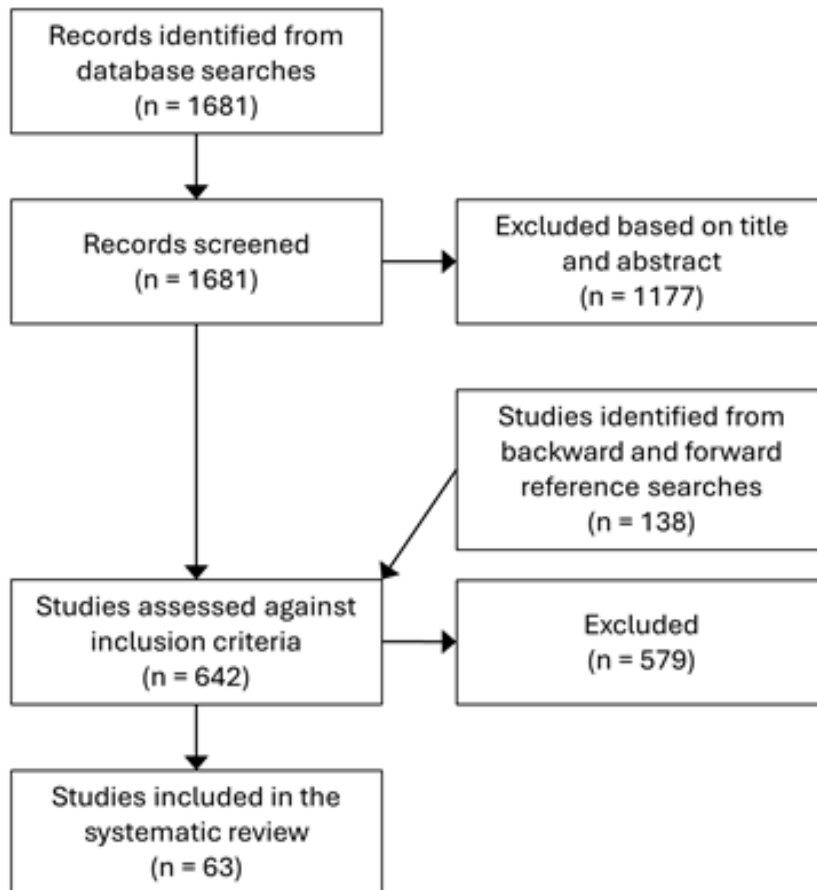 Records identified from
database searches
(n = 1681)
Records screened
(n = 1681)
Excluded based on title
and abstract
(n = 1177)
Studies identified from
backward and forward
reference searches
(n = 138)
Studies assessed against
inclusion criteria
(n = 642)
Excluded
(n = 579)
Studies included in the
systematic review
(n = 63)